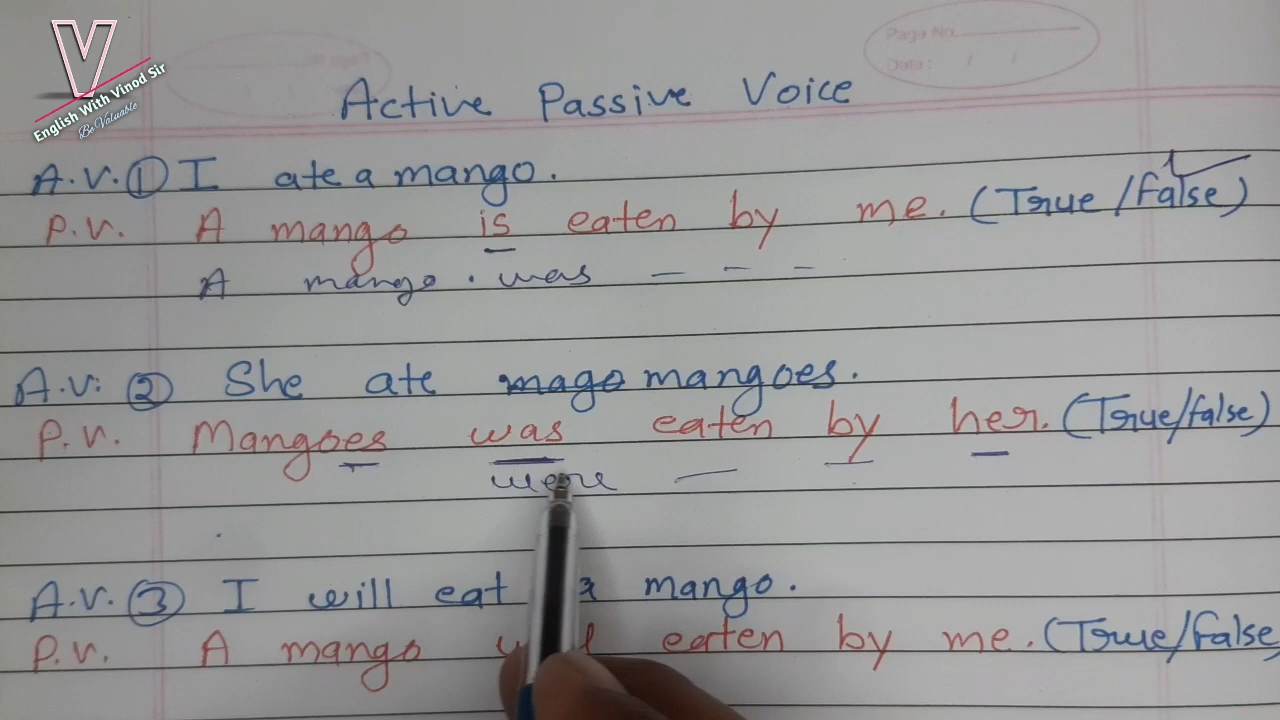 V
English With Vinod Sir
Be Valuable
Page No.
Date : / /
Active Passive Voice
A.V. ① I ate a mango.
P.V. A mango is eaten by me. (True/false)
A mango . was – – –
A.V: ② She ate mangoes.
P.V. Mangoes was eaten by her. (True/false)
were —
A.V. ③ I will eat a mango.
P.V. A mango eaten by me. (True/false